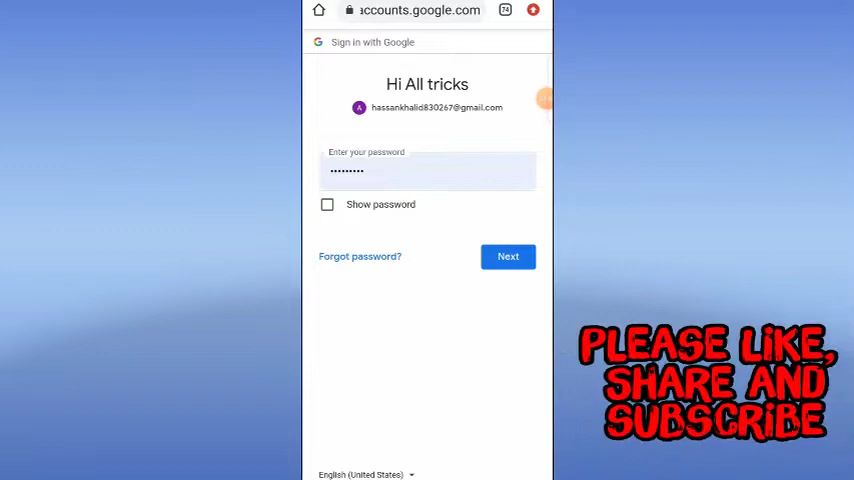 accounts.google.com
74
Sign in with Google
Hi All tricks
A hassankhalid830267@gmail.com
Enter your password
•••••••••
Show password
Forgot password?
Next
PLEASE LiKE,
SHARE AND
SUBSCRiBE
English (United States)